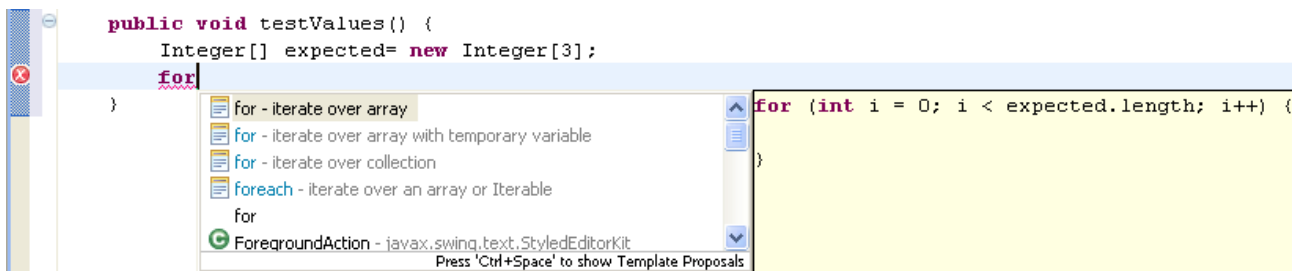 public void testValues() {
Integer[] expected= new Integer[3];
for
}
for - iterate over array
for - iterate over array with temporary variable
for - iterate over collection
foreach - iterate over an array or Iterable
for
ForegroundAction - javax.swing.text.StyledEditorKit
Press 'Ctrl+Space' to show Template Proposals
for (int i = 0; i < expected.length; i++) {
}